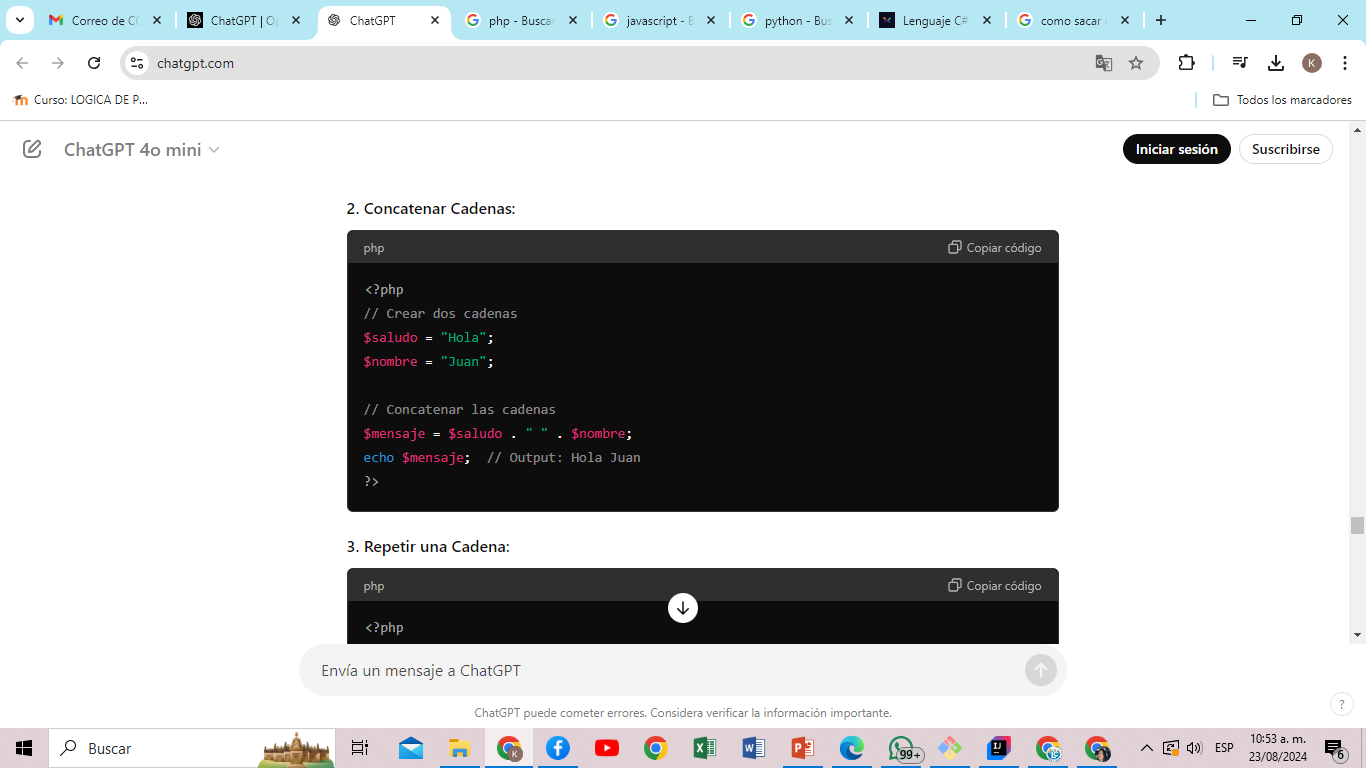 Correo de CC
ChatGPT | Op
ChatGPT
php - Buscar
javascript - B
python - Bus
Lenguaje C#
como sacar c
chatgpt.com
K
Curso: LOGICA DE P...
Todos los marcadores
ChatGPT 4o mini
Iniciar sesión
Suscribirse
2. Concatenar Cadenas:
php
Copiar código
<?php
// Crear dos cadenas
$saludo = "Hola";
$nombre = "Juan";
// Concatenar las cadenas
$mensaje = $saludo . " " . $nombre;
echo $mensaje;  // Output: Hola Juan
?>
3. Repetir una Cadena:
php
Copiar código
<?php
Envía un mensaje a ChatGPT
ChatGPT puede cometer errores. Considera verificar la información importante.
?
Buscar
99+
ESP
10:53 a. m.
23/08/2024
6